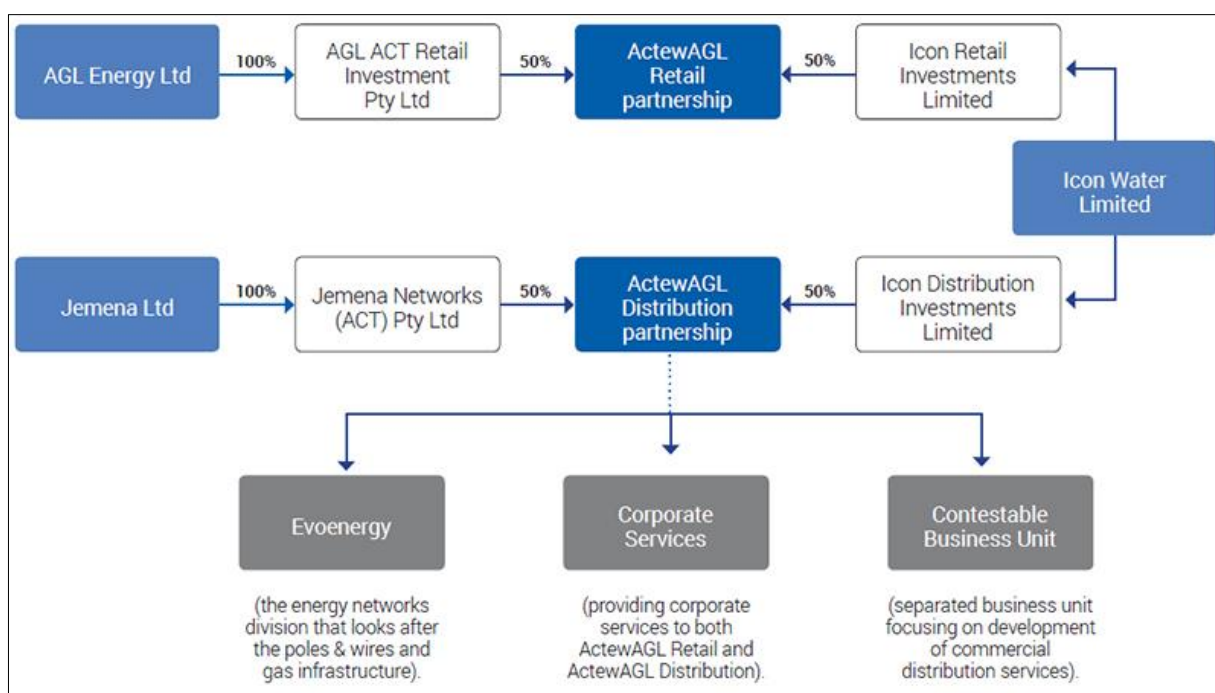 AGL Energy Ltd
100%
AGL ACT Retail
Investment
Pty Ltd
50%
ActewAGL
Retail
partnership
50%
Icon Retail
Investments
Limited
Icon Water
Limited
Jemena Ltd
100%
Jemena Networks
(ACT) Pty Ltd
50%
ActewAGL
Distribution
partnership
50%
Icon Distribution
Investments
Limited
Evoenergy
(the energy networks
division that looks after
the poles & wires and
gas infrastructure).
Corporate
Services
(providing corporate
services to both
ActewAGL Retail and
ActewAGL Distribution).
Contestable
Business Unit
(separated business unit
focusing on development
of commercial
distribution services).